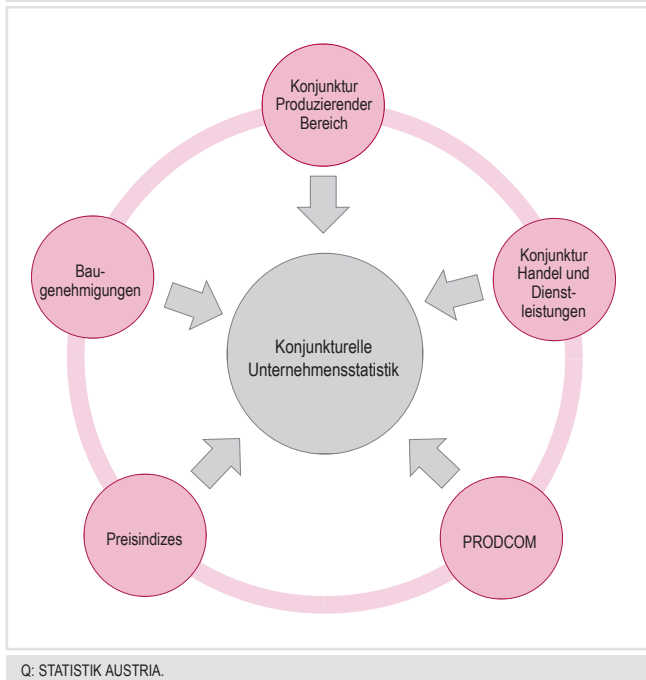 Konjunktur
Produzierender
Bereich
Konjunktur
Handel und
Dienst-
leistungen
Bau-
genehmigungen
Konjunkturelle
Unternehmensstatistik
Preisindizes
PRODCOM
Q: STATISTIK AUSTRIA.